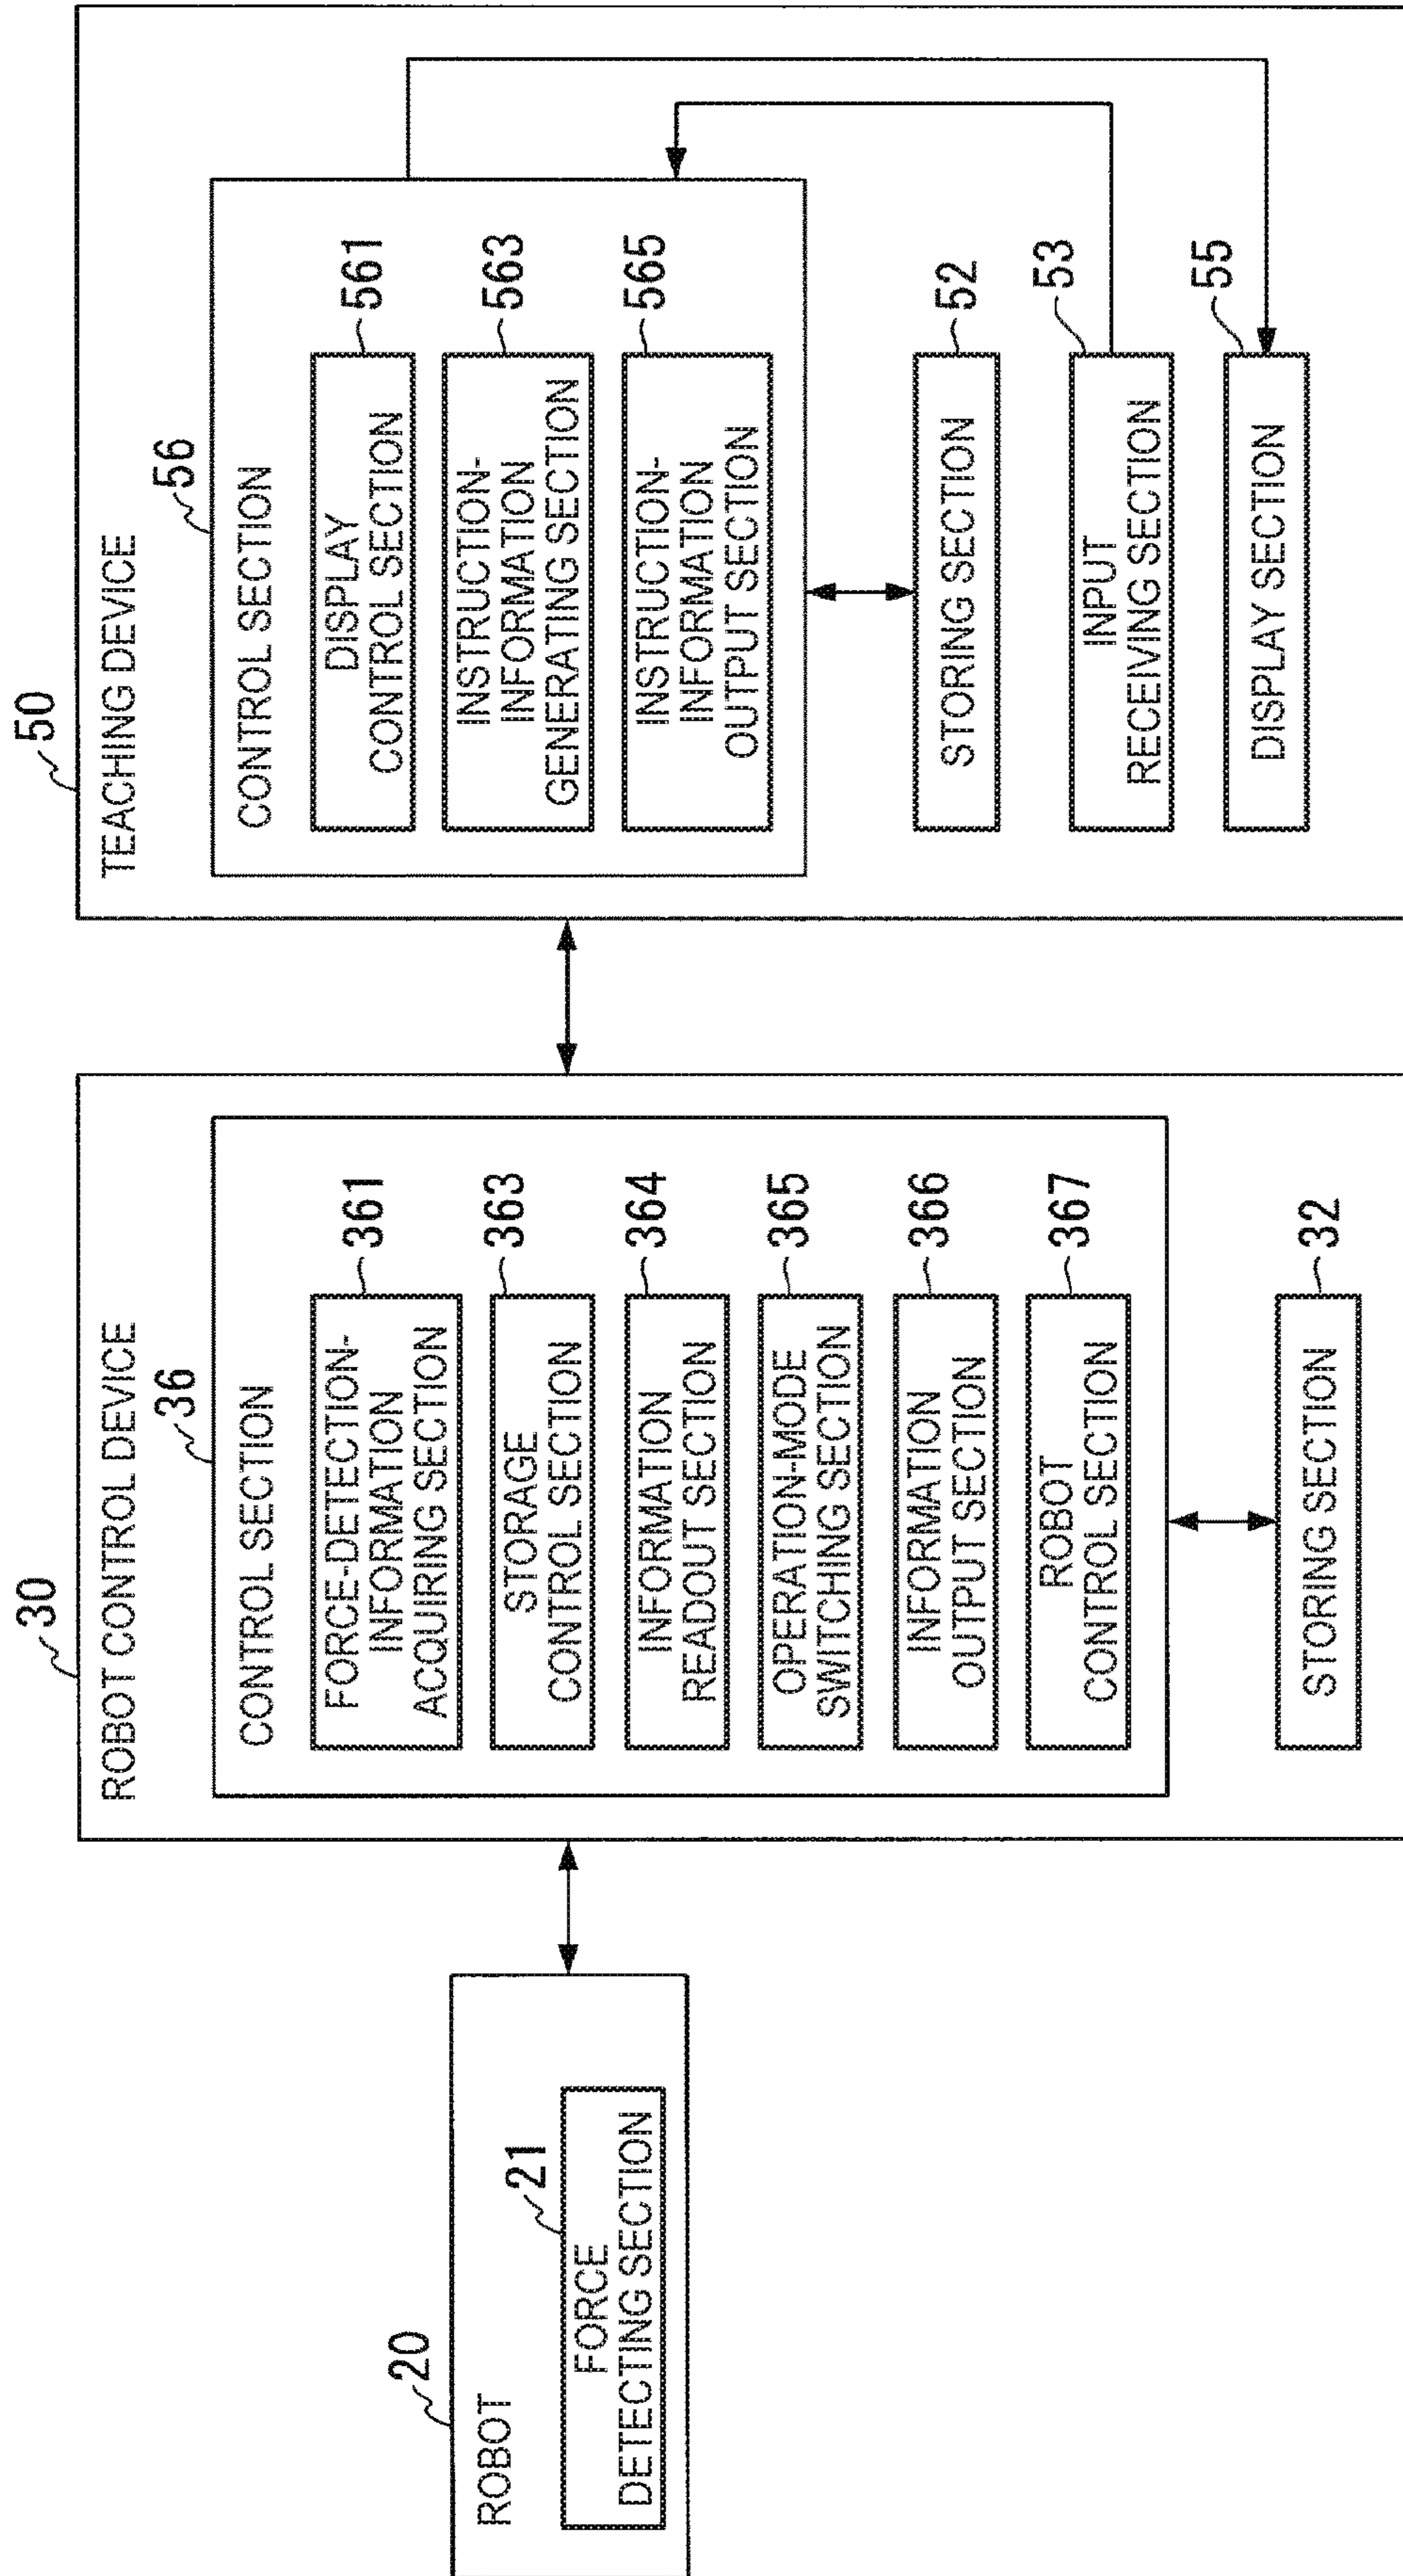 20
ROBOT
21
FORCE
DETECTING SECTION
30
ROBOT CONTROL DEVICE
36
CONTROL SECTION
FORCE-DETECTION-
INFORMATION
ACQUIRING SECTION
361
STORAGE
CONTROL SECTION
363
INFORMATION
READOUT SECTION
364
OPERATION-MODE
SWITCHING SECTION
365
INFORMATION
OUTPUT SECTION
366
ROBOT
CONTROL SECTION
367
STORING SECTION
32
50
TEACHING DEVICE
56
CONTROL SECTION
DISPLAY
CONTROL SECTION
561
INSTRUCTION-
INFORMATION
GENERATING SECTION
563
INSTRUCTION-
INFORMATION
OUTPUT SECTION
565
STORING SECTION
52
INPUT
RECEIVING SECTION
53
DISPLAY SECTION
55